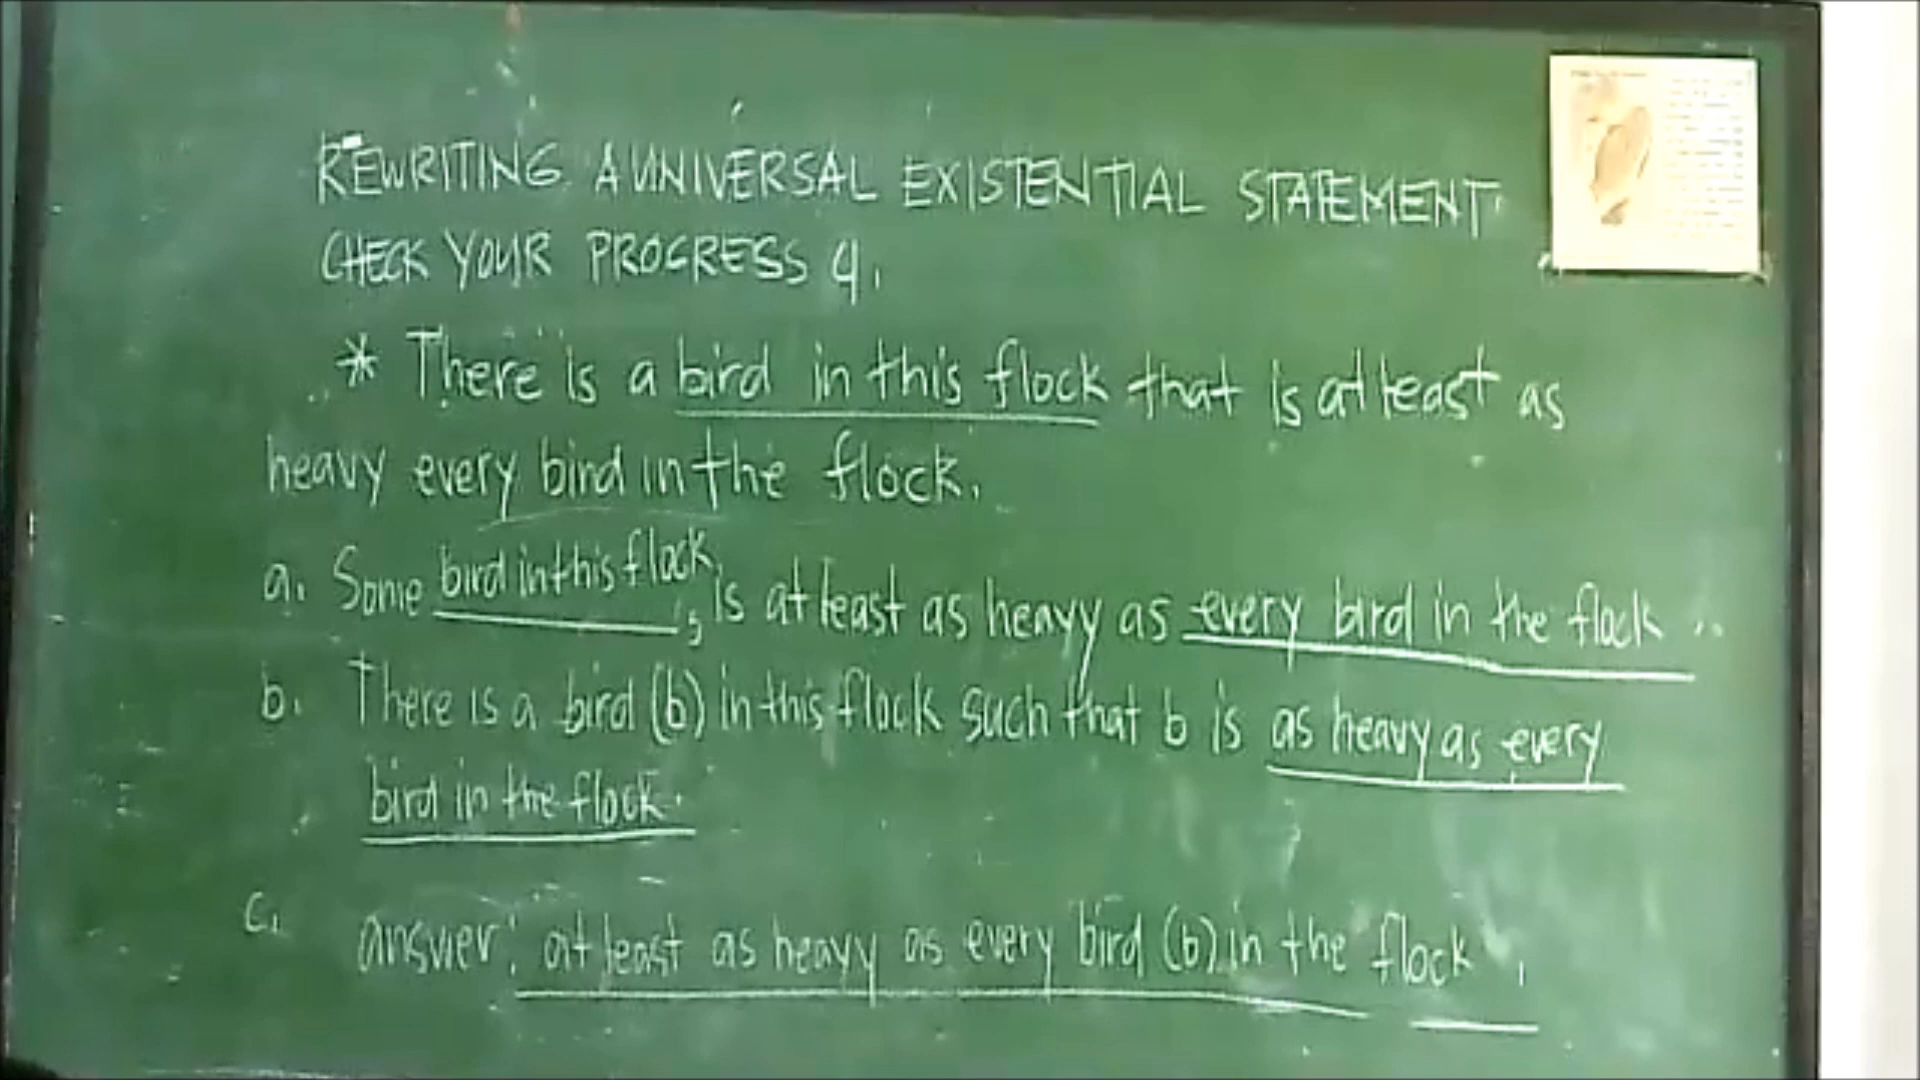 REWRITING A UNIVERSAL EXISTENTIAL STATEMENT
CHECK YOUR PROGRESS 4.
* There is a bird in this flock that is at least as
heavy every bird in the flock.
a. Some bird in this flock, is at least as heavy as every bird in the flock..
b. There is a bird (b) in this flock such that b is as heavy as every
bird in the flock.
c. answer: at least as heavy as every bird (b) in the flock.